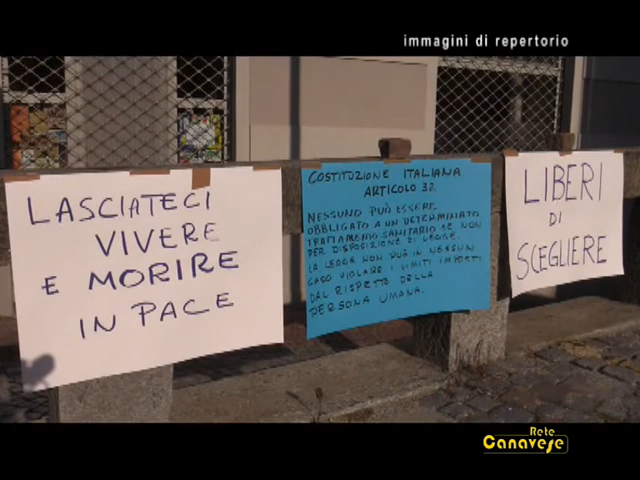 immagini di repertorio
LASCIATECI
VIVERE
E MORIRE
IN PACE
COSTITUZIONE ITALIANA
ARTICOLO 32.
NESSUNO PUÒ ESSERE
OBBLIGATO A UN DETERMINATO
TRATTAMENTO SANITARIO SE NON
PER DISPOSIZIONE DI LEGGE.
LA LEGGE NON PUÒ IN NESSUN
CASO VIOLARE I LIMITI IMPOSTI
DAL RISPETTO DELLA
PERSONA UMANA.
LIBERI
DI
SCEGLIERE
Rete
Canavese